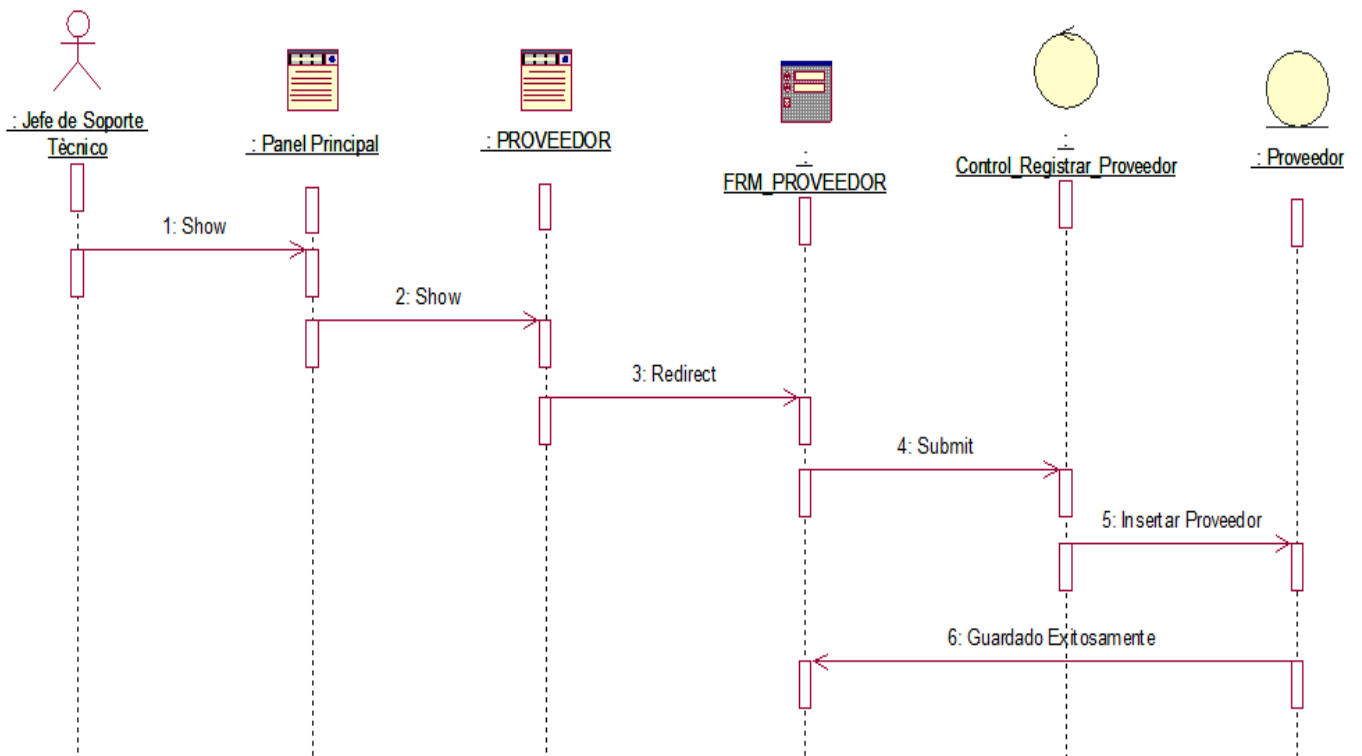 : Jefe de Soporte
Tècnico
: Panel Principal
: PROVEEDOR
:
FRM_PROVEEDOR
:
Control_Registrar_Proveedor
: Proveedor
1: Show
2: Show
3: Redirect
4: Submit
5: Insertar Proveedor
6: Guardado Exitosamente